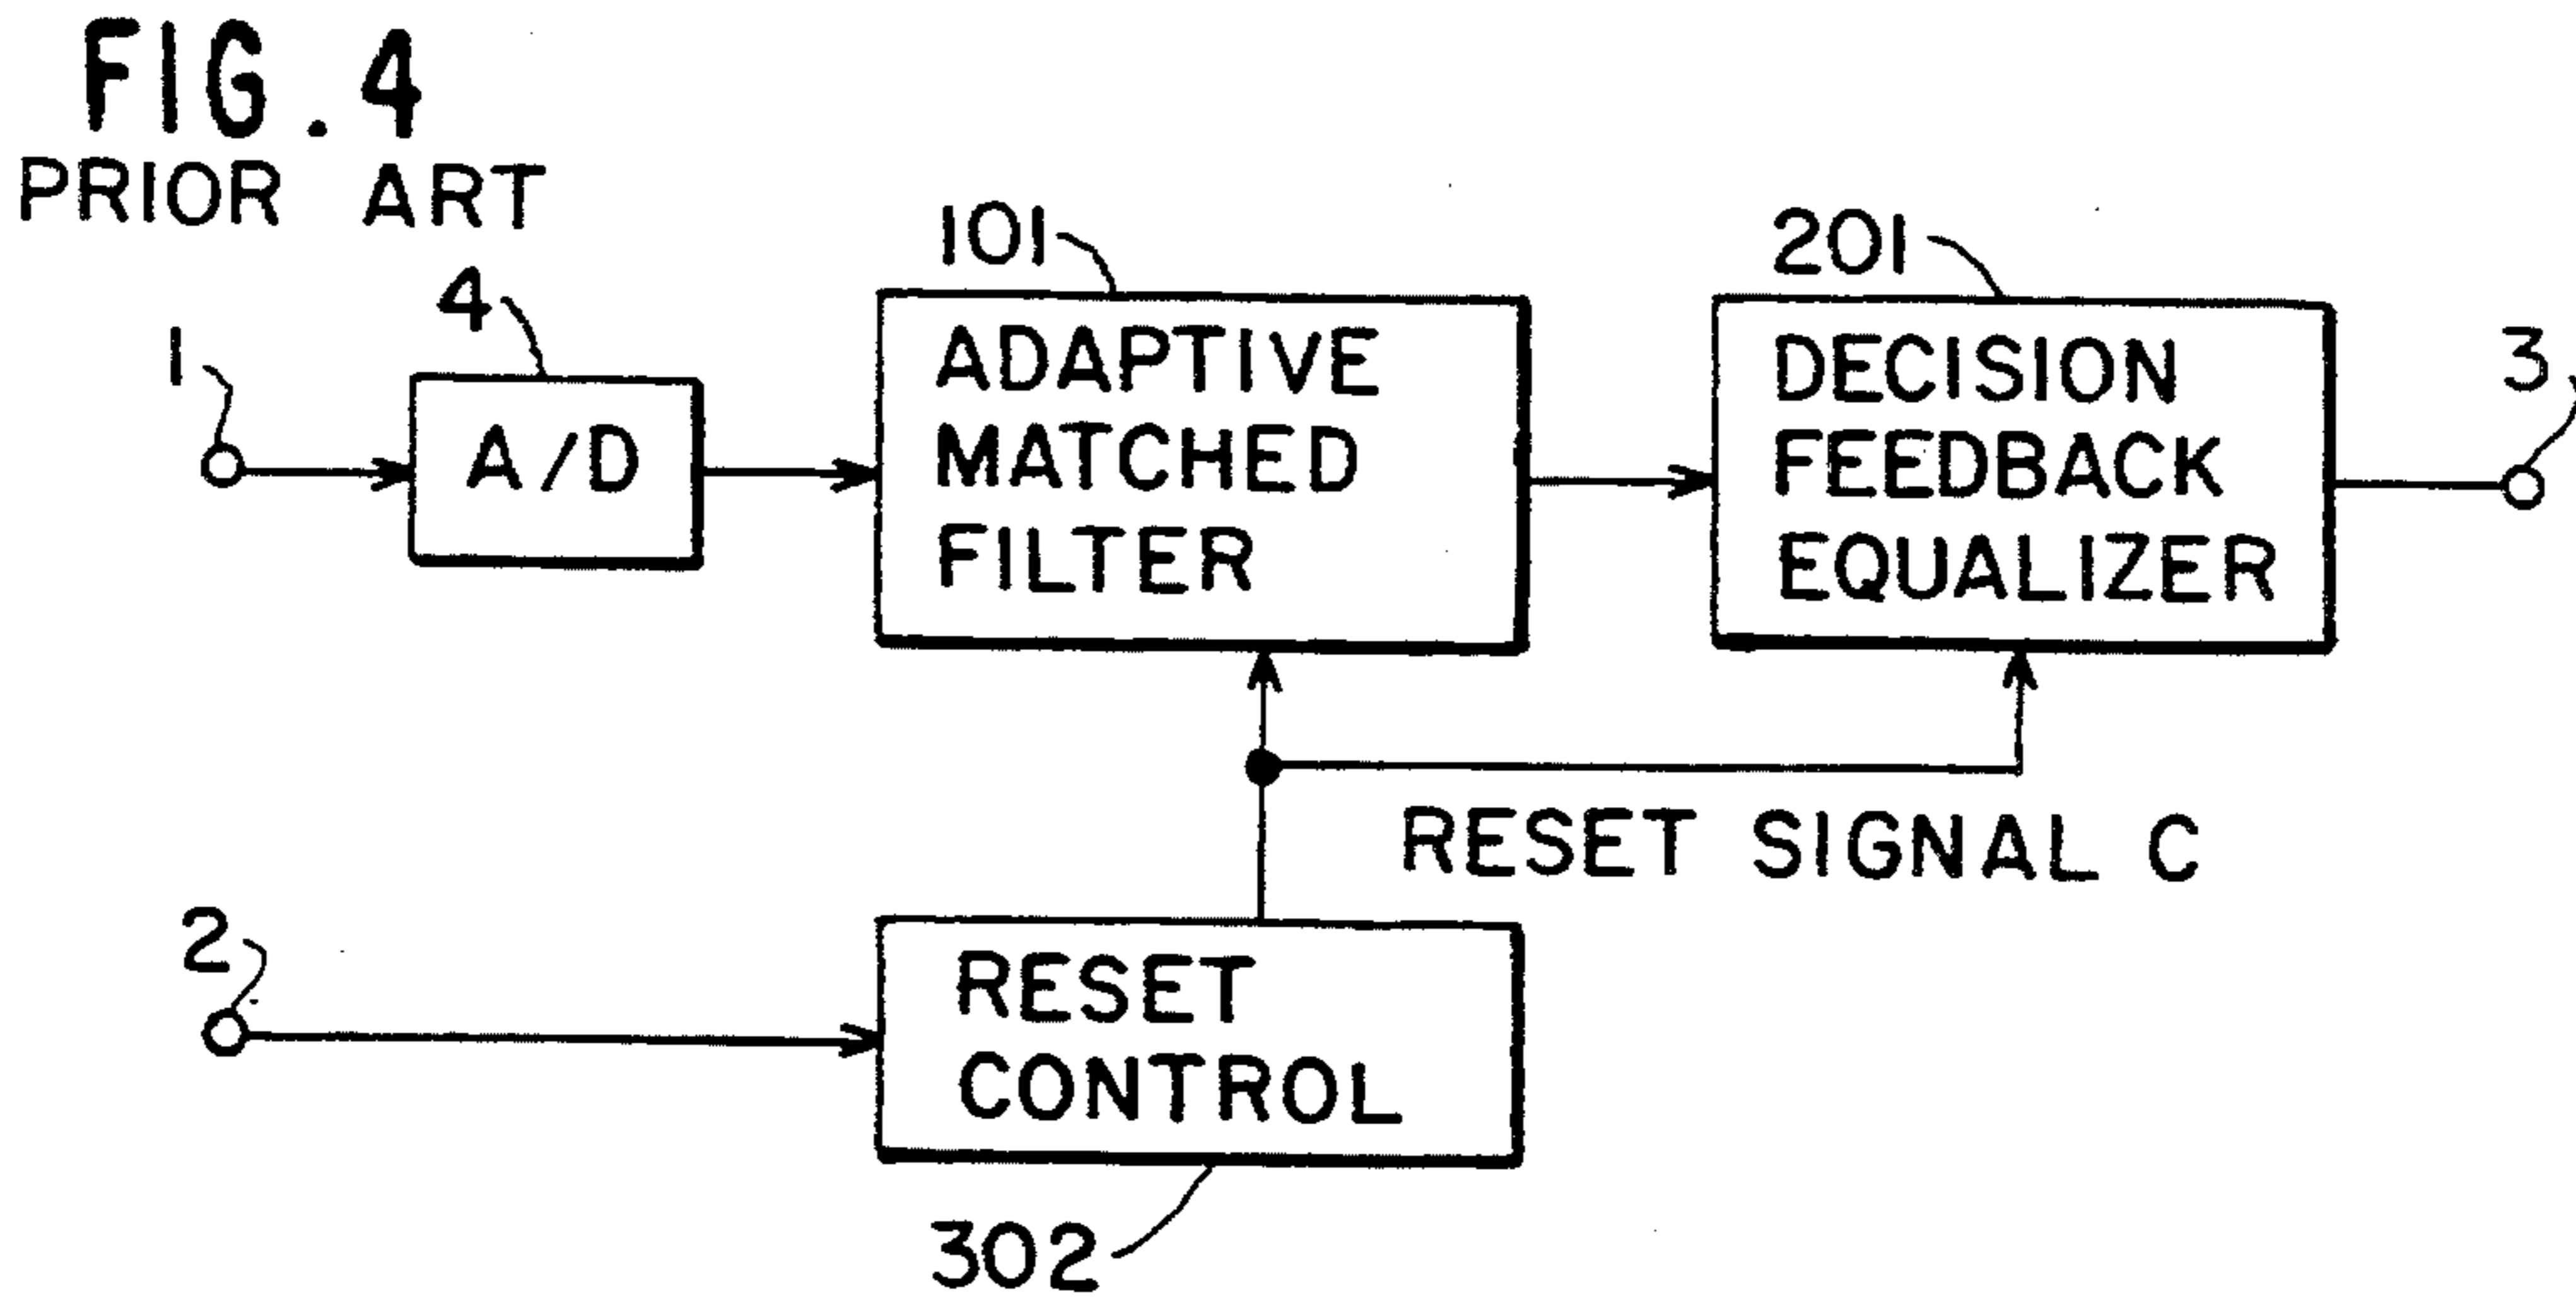 FIG. 4
PRIOR ART
1
4
A/D
101
ADAPTIVE
MATCHED
FILTER
201
DECISION
FEEDBACK
EQUALIZER
3
RESET SIGNAL C
2
RESET
CONTROL
302